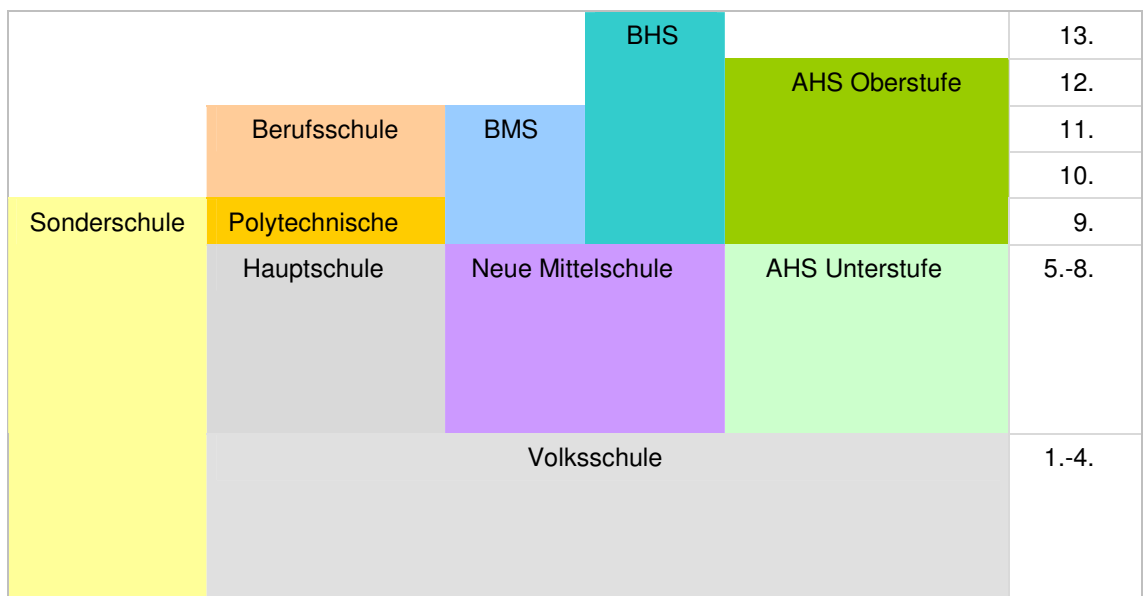 BHS 13.
AHS Oberstufe 12.
Berufsschule BMS 11.
10.
Sonderschule Polytechnische 9.
Hauptschule Neue Mittelschule AHS Unterstufe 5.-8.
Volksschule 1.-4.